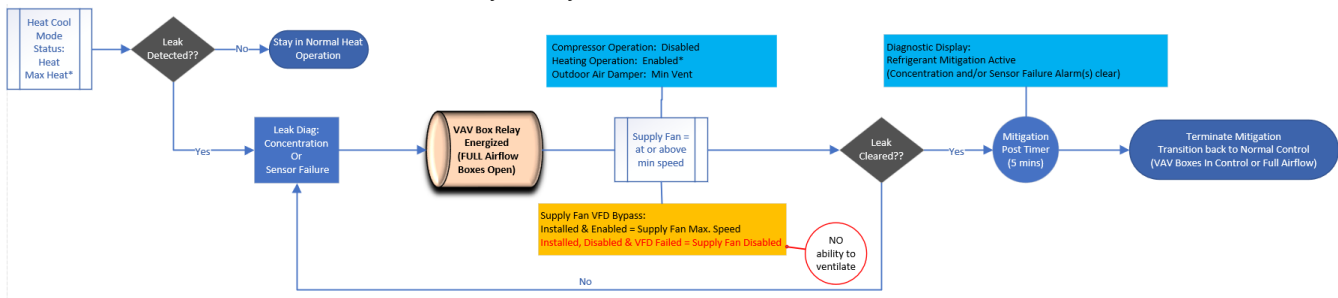 Heat Cool
Mode
Status:
Heat
Max Heat*
Leak
Detected??
No
Stay in Normal Heat
Operation
Yes
Leak Diag:
Concentration
Or
Sensor Failure
VAV Box Relay
Energized
(FULL Airflow
Boxes Open)
Compressor Operation: Disabled
Heating Operation: Enabled*
Outdoor Air Damper: Min Vent
Supply Fan =
at or above
min speed
Supply Fan VFD Bypass:
Installed & Enabled = Supply Fan Max. Speed
Installed, Disabled & VFD Failed = Supply Fan Disabled
NO
ability to
ventilate
Leak
Cleared??
No
Yes
Diagnostic Display:
Refrigerant Mitigation Active
(Concentration and/or Sensor Failure Alarm(s) clear)
Mitigation
Post Timer
(5 mins)
Terminate Mitigation
Transition back to Normal Control
(VAV Boxes In Control or Full Airflow)